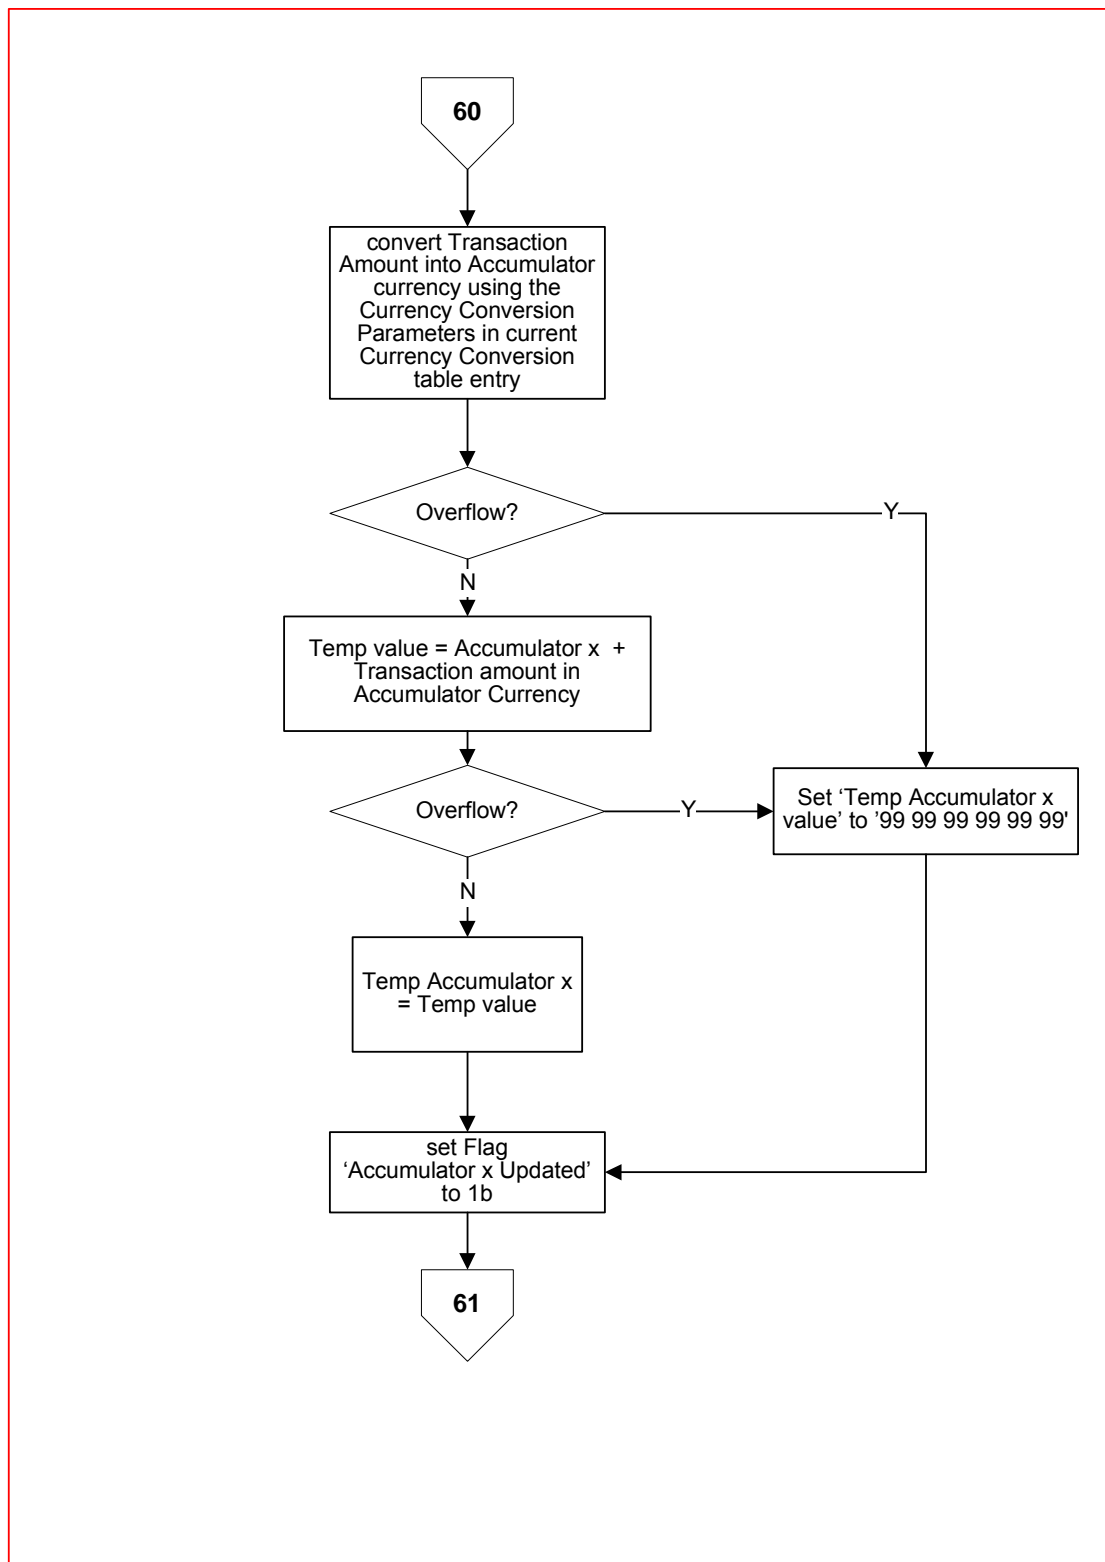 60
convert Transaction
Amount into Accumulator
currency using the
Currency Conversion
Parameters in current
Currency Conversion
table entry
Overflow?
Y
N
Temp value = Accumulator x +
Transaction amount in
Accumulator Currency
Overflow?
Y
Set ‘Temp Accumulator x
value’ to ’99 99 99 99 99 99'
N
Temp Accumulator x
= Temp value
set Flag
‘Accumulator x Updated’
to 1b
61